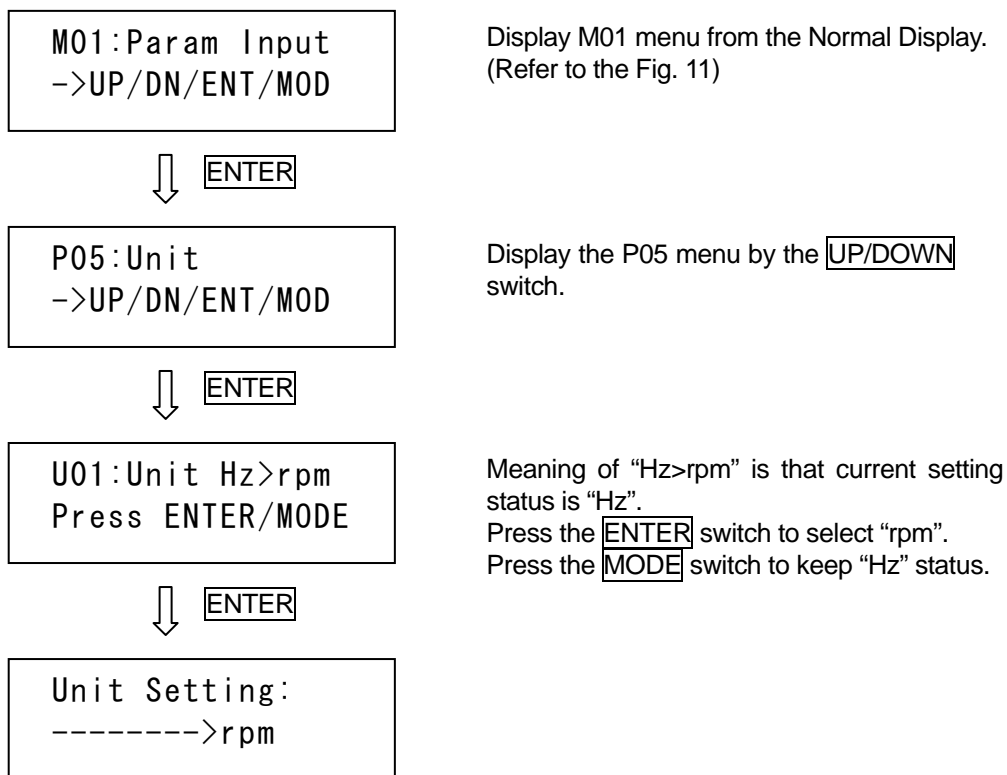 M01:Param Input
->UP/DN/ENT/MOD
Display M01 menu from the Normal Display.
(Refer to the Fig. 11)
ENTER
P05:Unit
->UP/DN/ENT/MOD
Display the P05 menu by the UP/DOWN
switch.
ENTER
U01:Unit Hz>rpm
Press ENTER/MODE
Meaning of “Hz>rpm” is that current setting
status is “Hz”.
Press the ENTER switch to select “rpm”.
Press the MODE switch to keep “Hz” status.
ENTER
Unit Setting:
-------->rpm